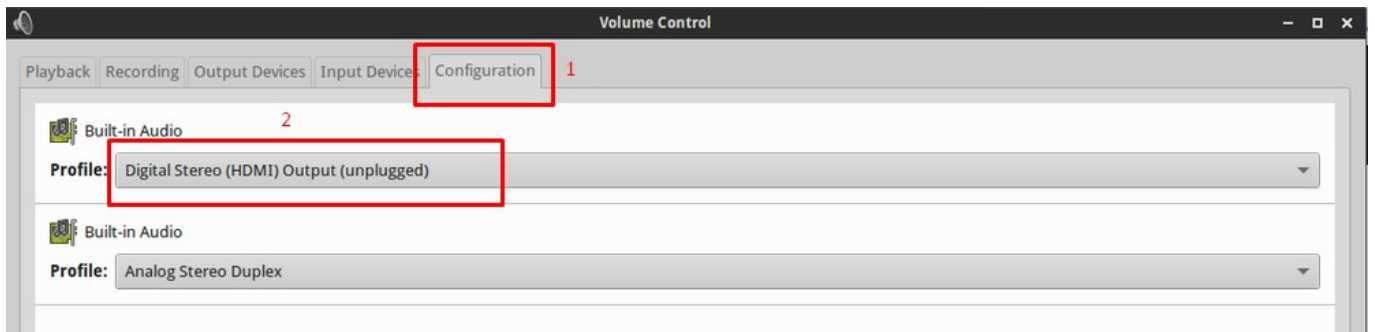 Volume Control
Playback Recording Output Devices Input Devices Configuration 1
2
Built-in Audio
Profile: Digital Stereo (HDMI) Output (unplugged)
Built-in Audio
Profile: Analog Stereo Duplex